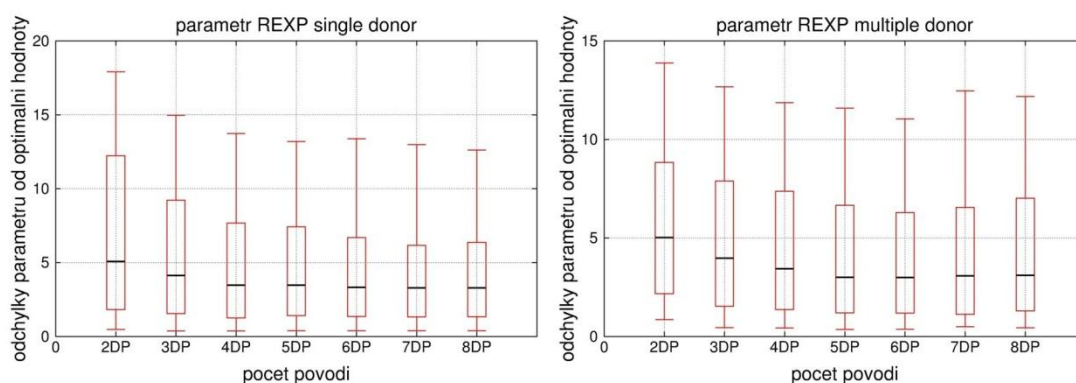 parametr REXP single donor
odchylky parametru od optimalni hodnoty
20
15
10
5
0
0 2DP 3DP 4DP 5DP 6DP 7DP 8DP
pocet povodi
parametr REXP multiple donor
odchylky parametru od optimalni hodnoty
15
10
5
0
0 2DP 3DP 4DP 5DP 6DP 7DP 8DP
pocet povodi